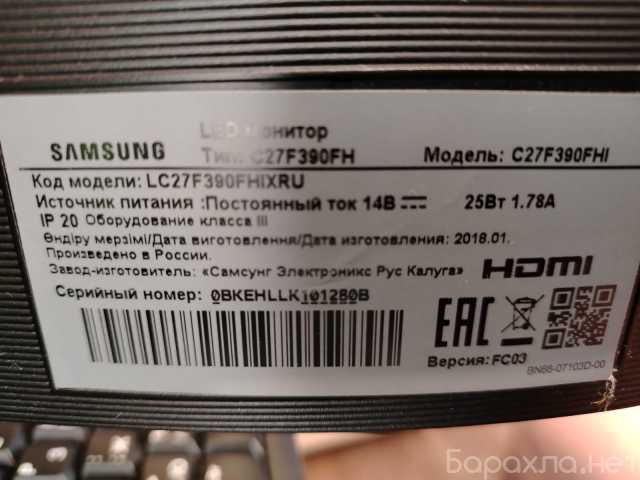 LED монитор
SAMSUNG Тип: C27F390FH Модель: C27F390FHI
Код модели: LC27F390FHIXRU
Источник питания :Постоянный ток 14В 25Вт 1.78A
IP 20 Оборудование класса III
Өндіру мерзімі/Дата виготовлення/Дата изготовления: 2018.01.
Произведено в России.
Завод-изготовитель: «Самсунг Электроникс Рус Калуга» HDMI
Серийный номер: 0BKEHLLK101280B
EAC
Версия: FC03
BN68-07103D-00
Барахла.нет